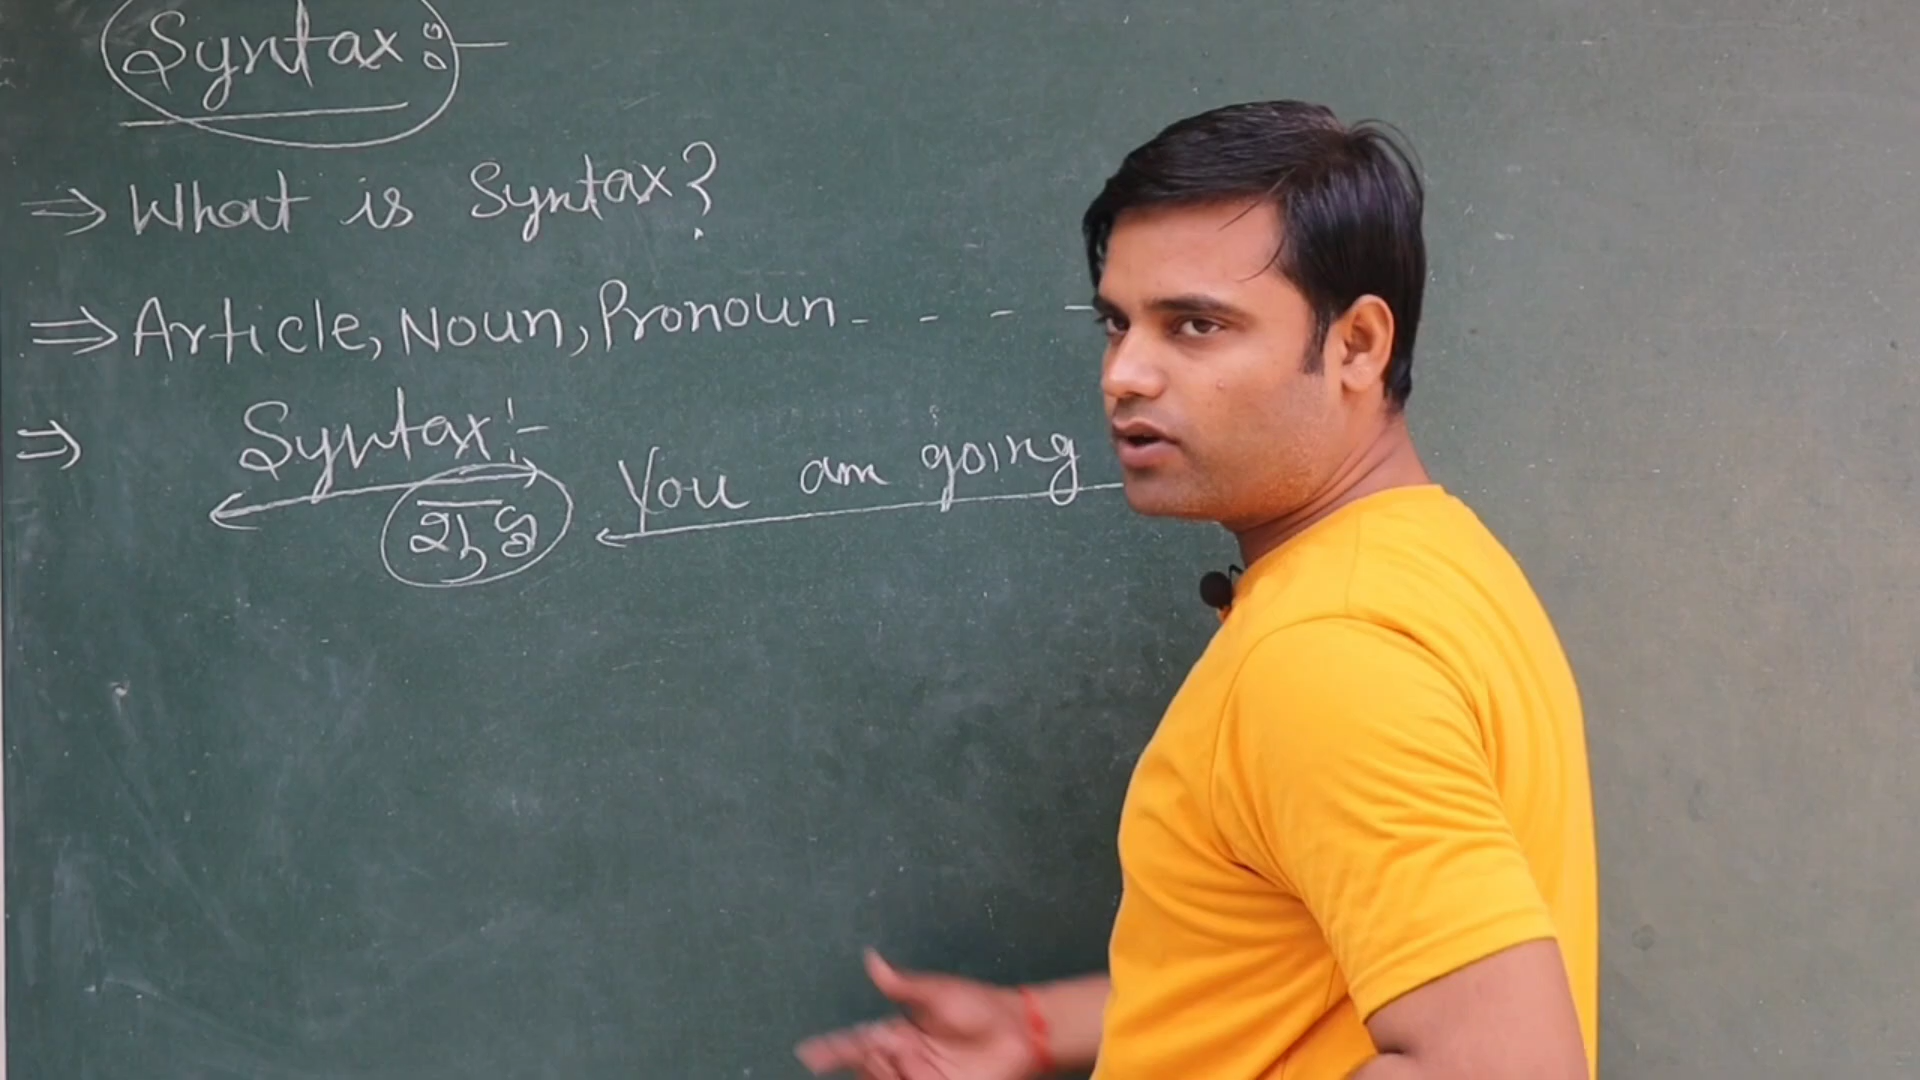 Syntax:-
⇒ What is Syntax?
⇒ Article, Noun, Pronoun - - - -
⇒ Syntax:-
You am going
शुद्ध